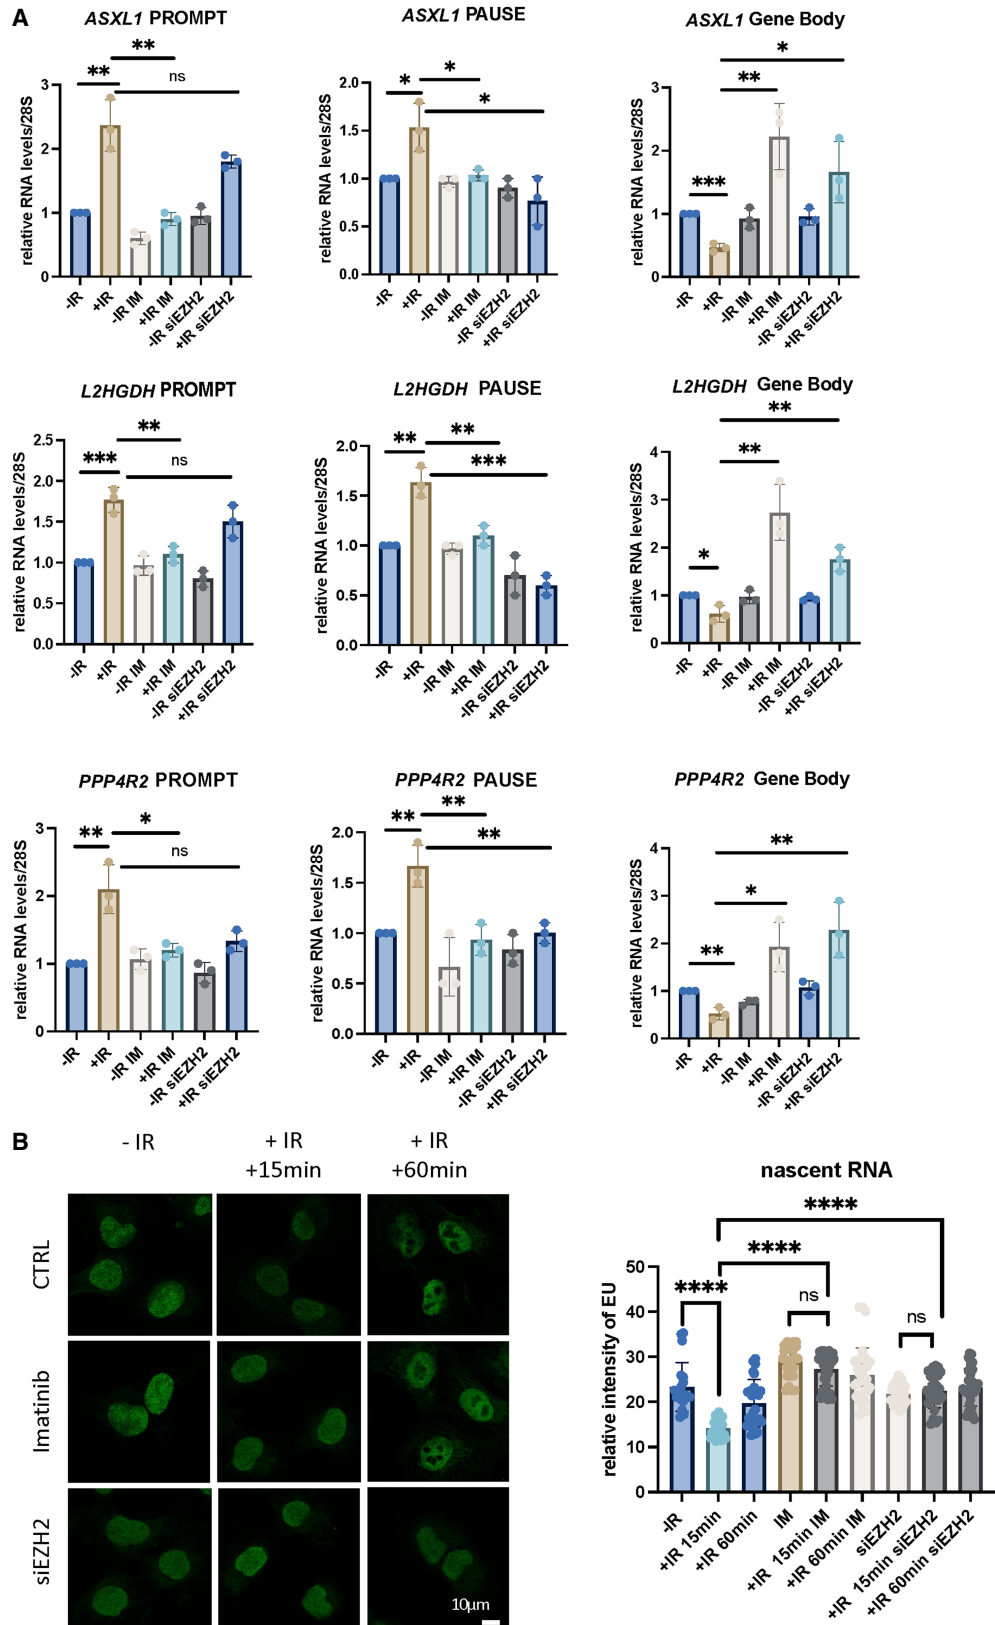 A
ASXL1 PROMPT
**
**
ns
relative RNA levels/28S
3
2
1
0
-IR
+IR
-IR IM
+IR IM
-IR siEZH2
+IR siEZH2
ASXL1 PAUSE
*
*
*
relative RNA levels/28S
2.0
1.5
1.0
0.5
0.0
-IR
+IR
-IR IM
+IR IM
-IR siEZH2
+IR siEZH2
ASXL1 Gene Body
*
**
***
relative RNA levels/28S
3
2
1
0
-IR
+IR
-IR IM
+IR IM
-IR siEZH2
+IR siEZH2
L2HGDH PROMPT
**
***
ns
relative RNA levels/28S
2.5
2.0
1.5
1.0
0.5
0.0
-IR
+IR
-IR IM
+IR IM
-IR siEZH2
+IR siEZH2
L2HGDH PAUSE
**
**
***
relative RNA levels/28S
2.0
1.5
1.0
0.5
0.0
-IR
+IR
-IR IM
+IR IM
-IR siEZH2
+IR siEZH2
L2HGDH Gene Body
**
**
*
relative RNA levels/28S
4
3
2
1
0
-IR
+IR
-IR IM
+IR IM
-IR siEZH2
+IR siEZH2
PPP4R2 PROMPT
**
*
ns
relative RNA levels/28S
3
2
1
0
-IR
+IR
-IR IM
+IR IM
-IR siEZH2
+IR siEZH2
PPP4R2 PAUSE
**
**
**
relative RNA levels/28S
2.0
1.5
1.0
0.5
0.0
-IR
+IR
-IR IM
+IR IM
-IR siEZH2
+IR siEZH2
PPP4R2 Gene Body
**
*
**
relative RNA levels/28S
4
3
2
1
0
-IR
+IR
-IR IM
+IR IM
-IR siEZH2
+IR siEZH2
B
- IR
+ IR
+15min
+ IR
+60min
CTRL
Imatinib
siEZH2
10μm
nascent RNA
****
****
****
ns
ns
relative intensity of EU
50
40
30
20
10
0
-IR
+IR 15min
+IR 60min
IM
+IR 15min IM
+IR 60min IM
siEZH2
+IR 15min siEZH2
+IR 60min siEZH2